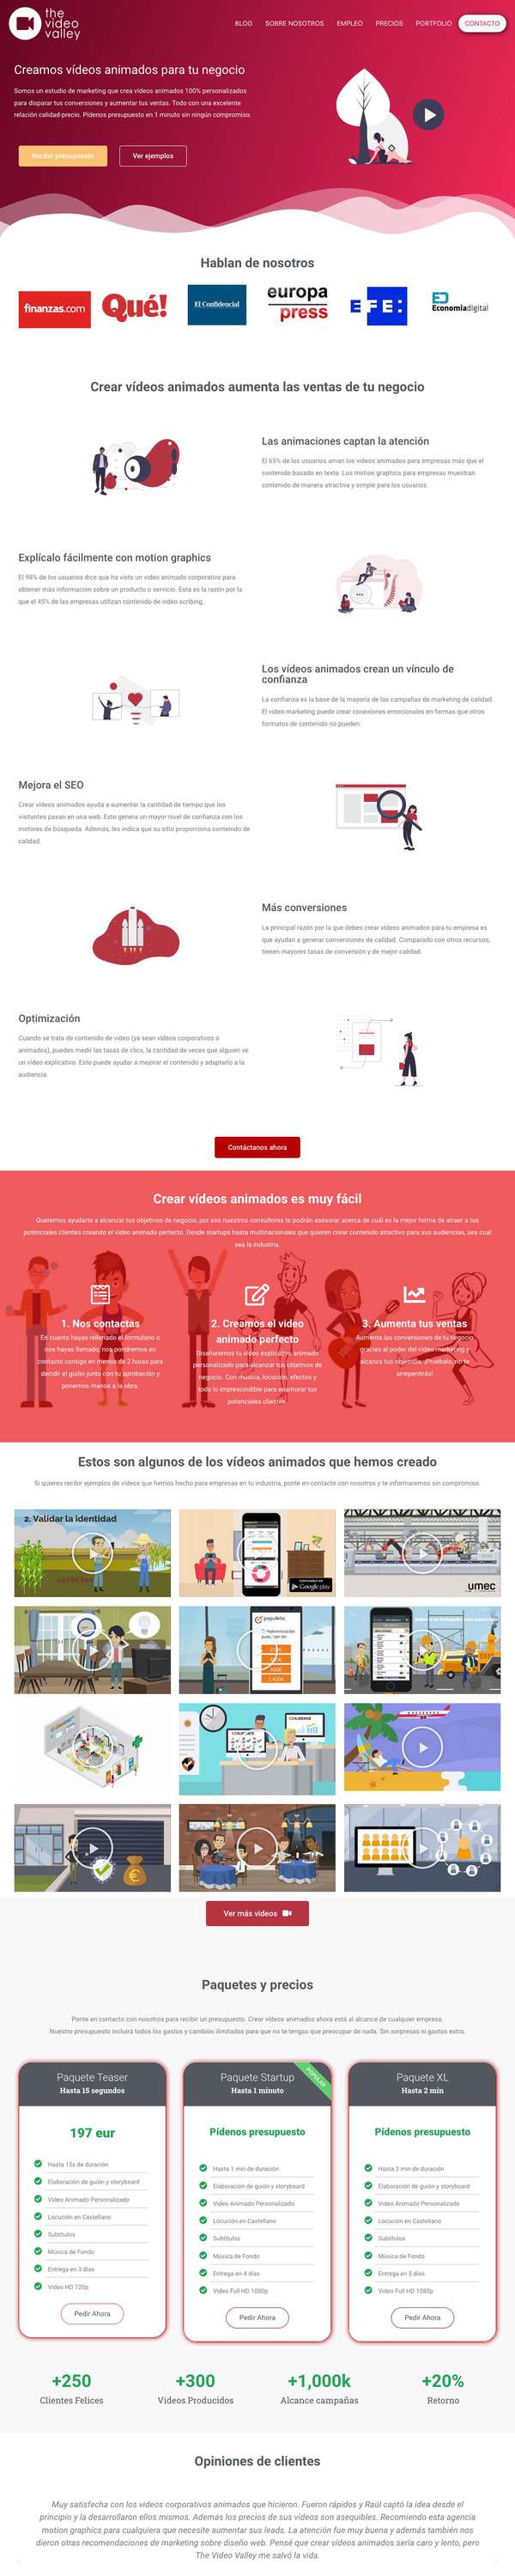 the
video
valley
BLOG SOBRE NOSOTROS EMPLEO PRECIOS PORTFOLIO CONTACTO
Creamos vídeos animados para tu negocio
Somos un estudio de marketing que crea vídeos animados 100% personalizados
para disparar tus conversiones y aumentar tus ventas. Todo con una excelente
relación calidad-precio. Pídenos presupuesto en 1 minuto sin ningún compromiso.
Recibir presupuesto Ver ejemplos
Hablan de nosotros
finanzas.com Qué! El Confidencial europa press EFE: Economíadigital
Crear vídeos animados aumenta las ventas de tu negocio
Las animaciones captan la atención
El 65% de los usuarios aman los videos animados para empresas más que el
contenido basado en texto. Los motion graphics para empresas muestran
contenido de manera atractiva y simple para los usuarios.
Explícalo fácilmente con motion graphics
El 98% de los usuarios dice que ha visto un video animado corporativo para
obtener más información sobre un producto o servicio. Esta es la razón por la
que el 45% de las empresas utilizan contenido de video scribing.
Los vídeos animados crean un vínculo de
confianza
La confianza es la base de la mayoría de las campañas de marketing de calidad.
El video marketing puede crear conexiones emocionales en formas que otros
formatos de contenido no pueden.
Mejora el SEO
Crear vídeos animados ayuda a aumentar la cantidad de tiempo que los
visitantes pasan en una web. Esto genera un mayor nivel de confianza con los
motores de búsqueda. Además, les indica que su sitio proporciona contenido de
calidad.
Más conversiones
La principal razón por la que debes crear vídeos animados para tu empresa es
que ayudan a generar conversiones de calidad. Comparado con otros recursos,
tienen mayores tasas de conversión y de mejor calidad.
Optimización
Cuando se trata de contenido de video (ya sean vídeos corporativos o
animados), puedes medir las tasas de clics, la cantidad de veces que alguien ve
un vídeo explicativo. Esto puede ayudar a mejorar el contenido y adaptarlo a la
audiencia.
Contáctanos ahora
Crear vídeos animados es muy fácil
Queremos ayudarte a alcanzar tus objetivos de negocio, por eso nuestros consultores te podrán asesorar acerca de cuál es la mejor forma de atraer a tus
potenciales clientes creando el vídeo animado perfecto. Desde startups hasta multinacionales que quieren crear contenido atractivo para sus audiencias, sea cual
sea la industria.
1. Nos contactas
En cuanto hayas rellenado el formulario o
nos hayas llamado, nos pondremos en
contacto contigo en menos de 2 horas para
decidir el guión junto con tu aprobación y
ponernos manos a la obra.
2. Creamos el video
animado perfecto
Diseñaremos tu vídeo explicativo animado
personalizado para alcanzar tus objetivos de
negocio. Con música, locución, efectos y
todo lo imprescindible para enamorar tus
potenciales clientes.
3. Aumenta tus ventas
Aumenta las conversiones de tu negocio
gracias al poder del vídeo marketing y
alcanza tus objetivos. ¡Pruébalo, no te
arrepentirás!
Estos son algunos de los vídeos animados que hemos creado
Si quieres recibir ejemplos de vídeos que hemos hecho para empresas en tu industria, ponte en contacto con nosotros y te informaremos sin compromiso.
2. Validar la identidad
Google play
umec
populetic
Ver más videos
Paquetes y precios
Ponte en contacto con nosotros para recibir un presupuesto. Crear vídeos animados ahora está al alcance de cualquier empresa.
Nuestro presupuesto incluirá todos los gastos y cambios ilimitados para que no te tengas que preocupar de nada. Sin sorpresas ni gastos extra.
Paquete Teaser
Hasta 15 segundos
197 eur
Hasta 15s de duración
Elaboración de guión y storyboard
Video Animado Personalizado
Locución en Castellano
Subtítulos
Música de Fondo
Entrega en 3 días
Video HD 720p
Pedir Ahora
POPULAR
Paquete Startup
Hasta 1 minuto
Pídenos presupuesto
Hasta 1 min de duración
Elaboración de guión y storyboard
Video Animado Personalizado
Locución en Castellano
Subtítulos
Música de Fondo
Entrega en 4 días
Video Full HD 1080p
Pedir Ahora
Paquete XL
Hasta 2 min
Pídenos presupuesto
Hasta 2 min de duración
Elaboración de guión y storyboard
Video Animado Personalizado
Locución en Castellano
Subtítulos
Música de Fondo
Entrega en 5 días
Video Full HD 1080p
Pedir Ahora
+250 +300 +1,000k +20%
Clientes Felices Videos Producidos Alcance campañas Retorno
Opiniones de clientes
Muy satisfecha con los videos corporativos animados que hicieron. Fueron rápidos y Raúl captó la idea desde el
principio y la desarrollaron ellos mismos. Además los precios de sus vídeos son asequibles. Recomiendo esta agencia
motion graphics para cualquiera que necesite aumentar sus leads. La atención fue muy buena y además también nos
dieron otras recomendaciones de marketing sobre diseño web. Pensé que crear vídeos animados sería caro y lento, pero
The Video Valley me salvó la vida.